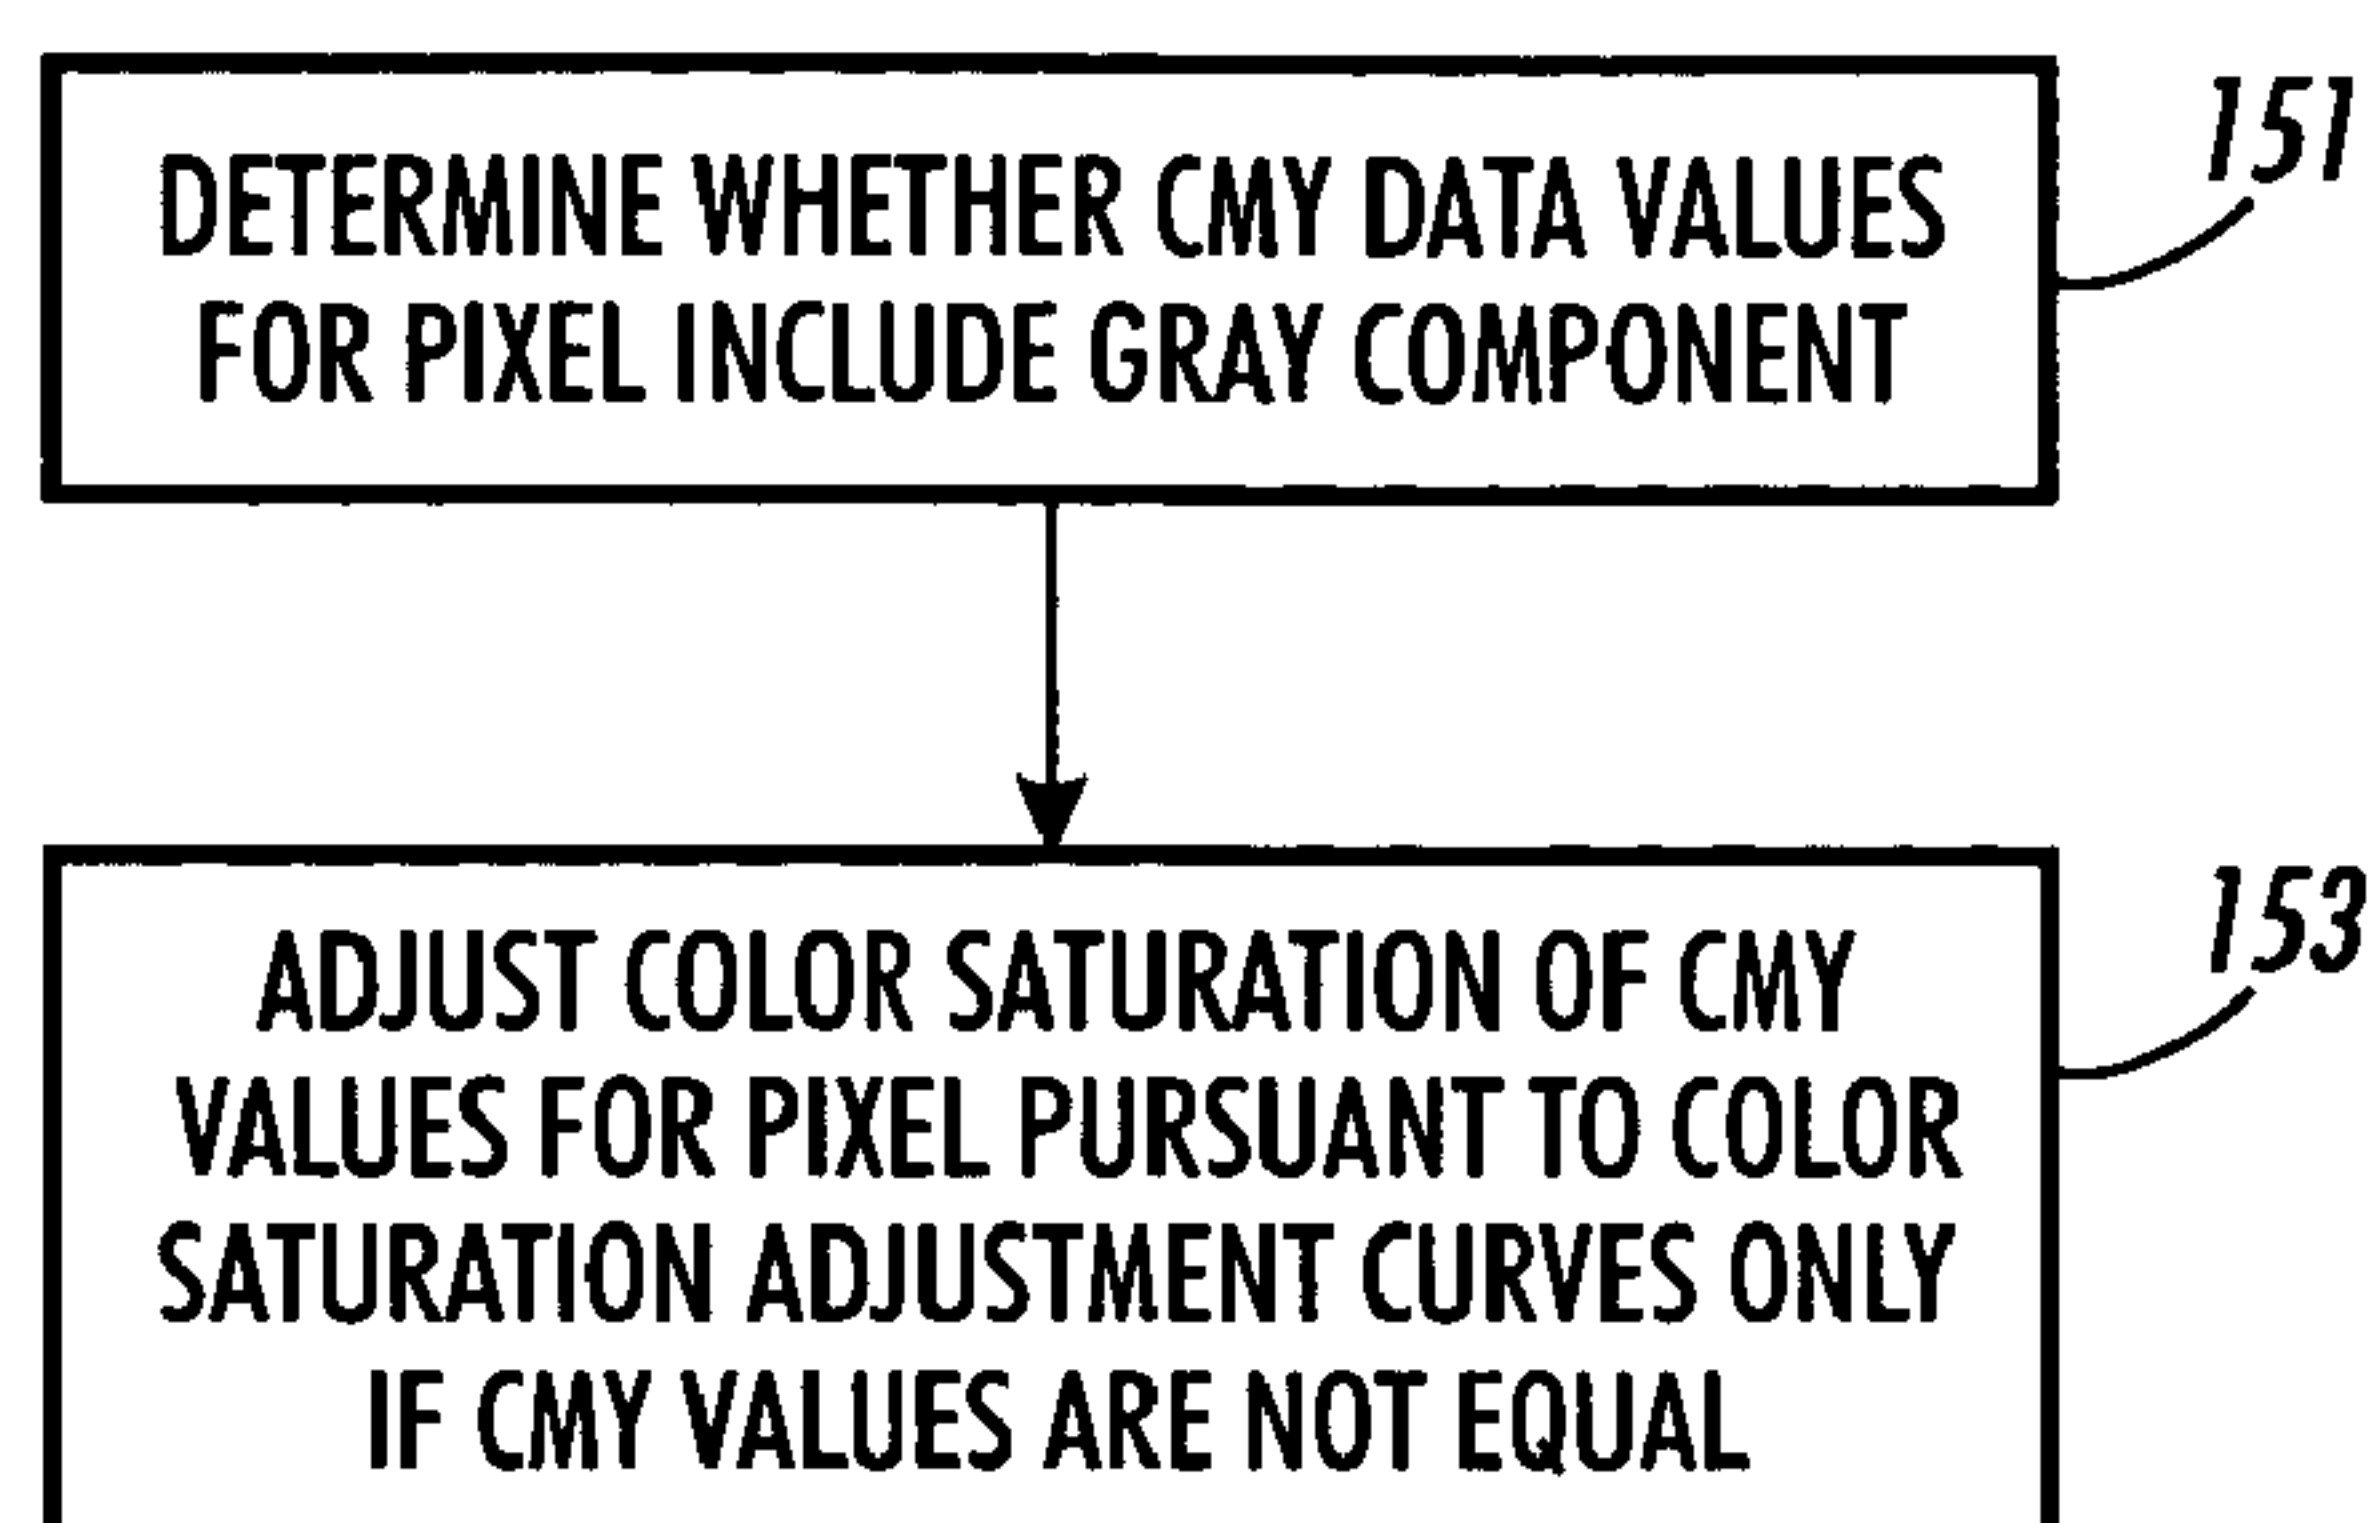 DETERMINE WHETHER CMY DATA VALUES
FOR PIXEL INCLUDE GRAY COMPONENT
151
ADJUST COLOR SATURATION OF CMY
VALUES FOR PIXEL PURSUANT TO COLOR
SATURATION ADJUSTMENT CURVES ONLY
IF CMY VALUES ARE NOT EQUAL
153